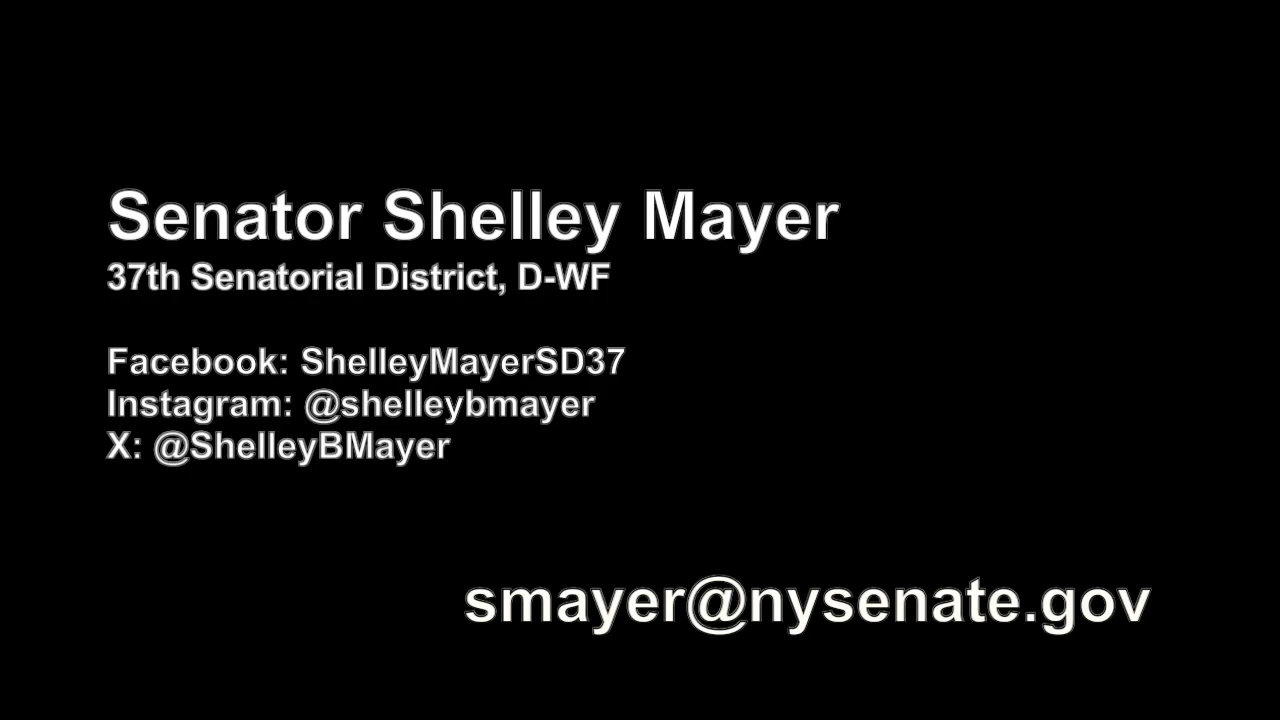 Senator Shelley Mayer
37th Senatorial District, D-WF
Facebook: ShelleyMayerSD37
Instagram: @shelleybmayer
X: @ShelleyBMayer
smayer@nysenate.gov